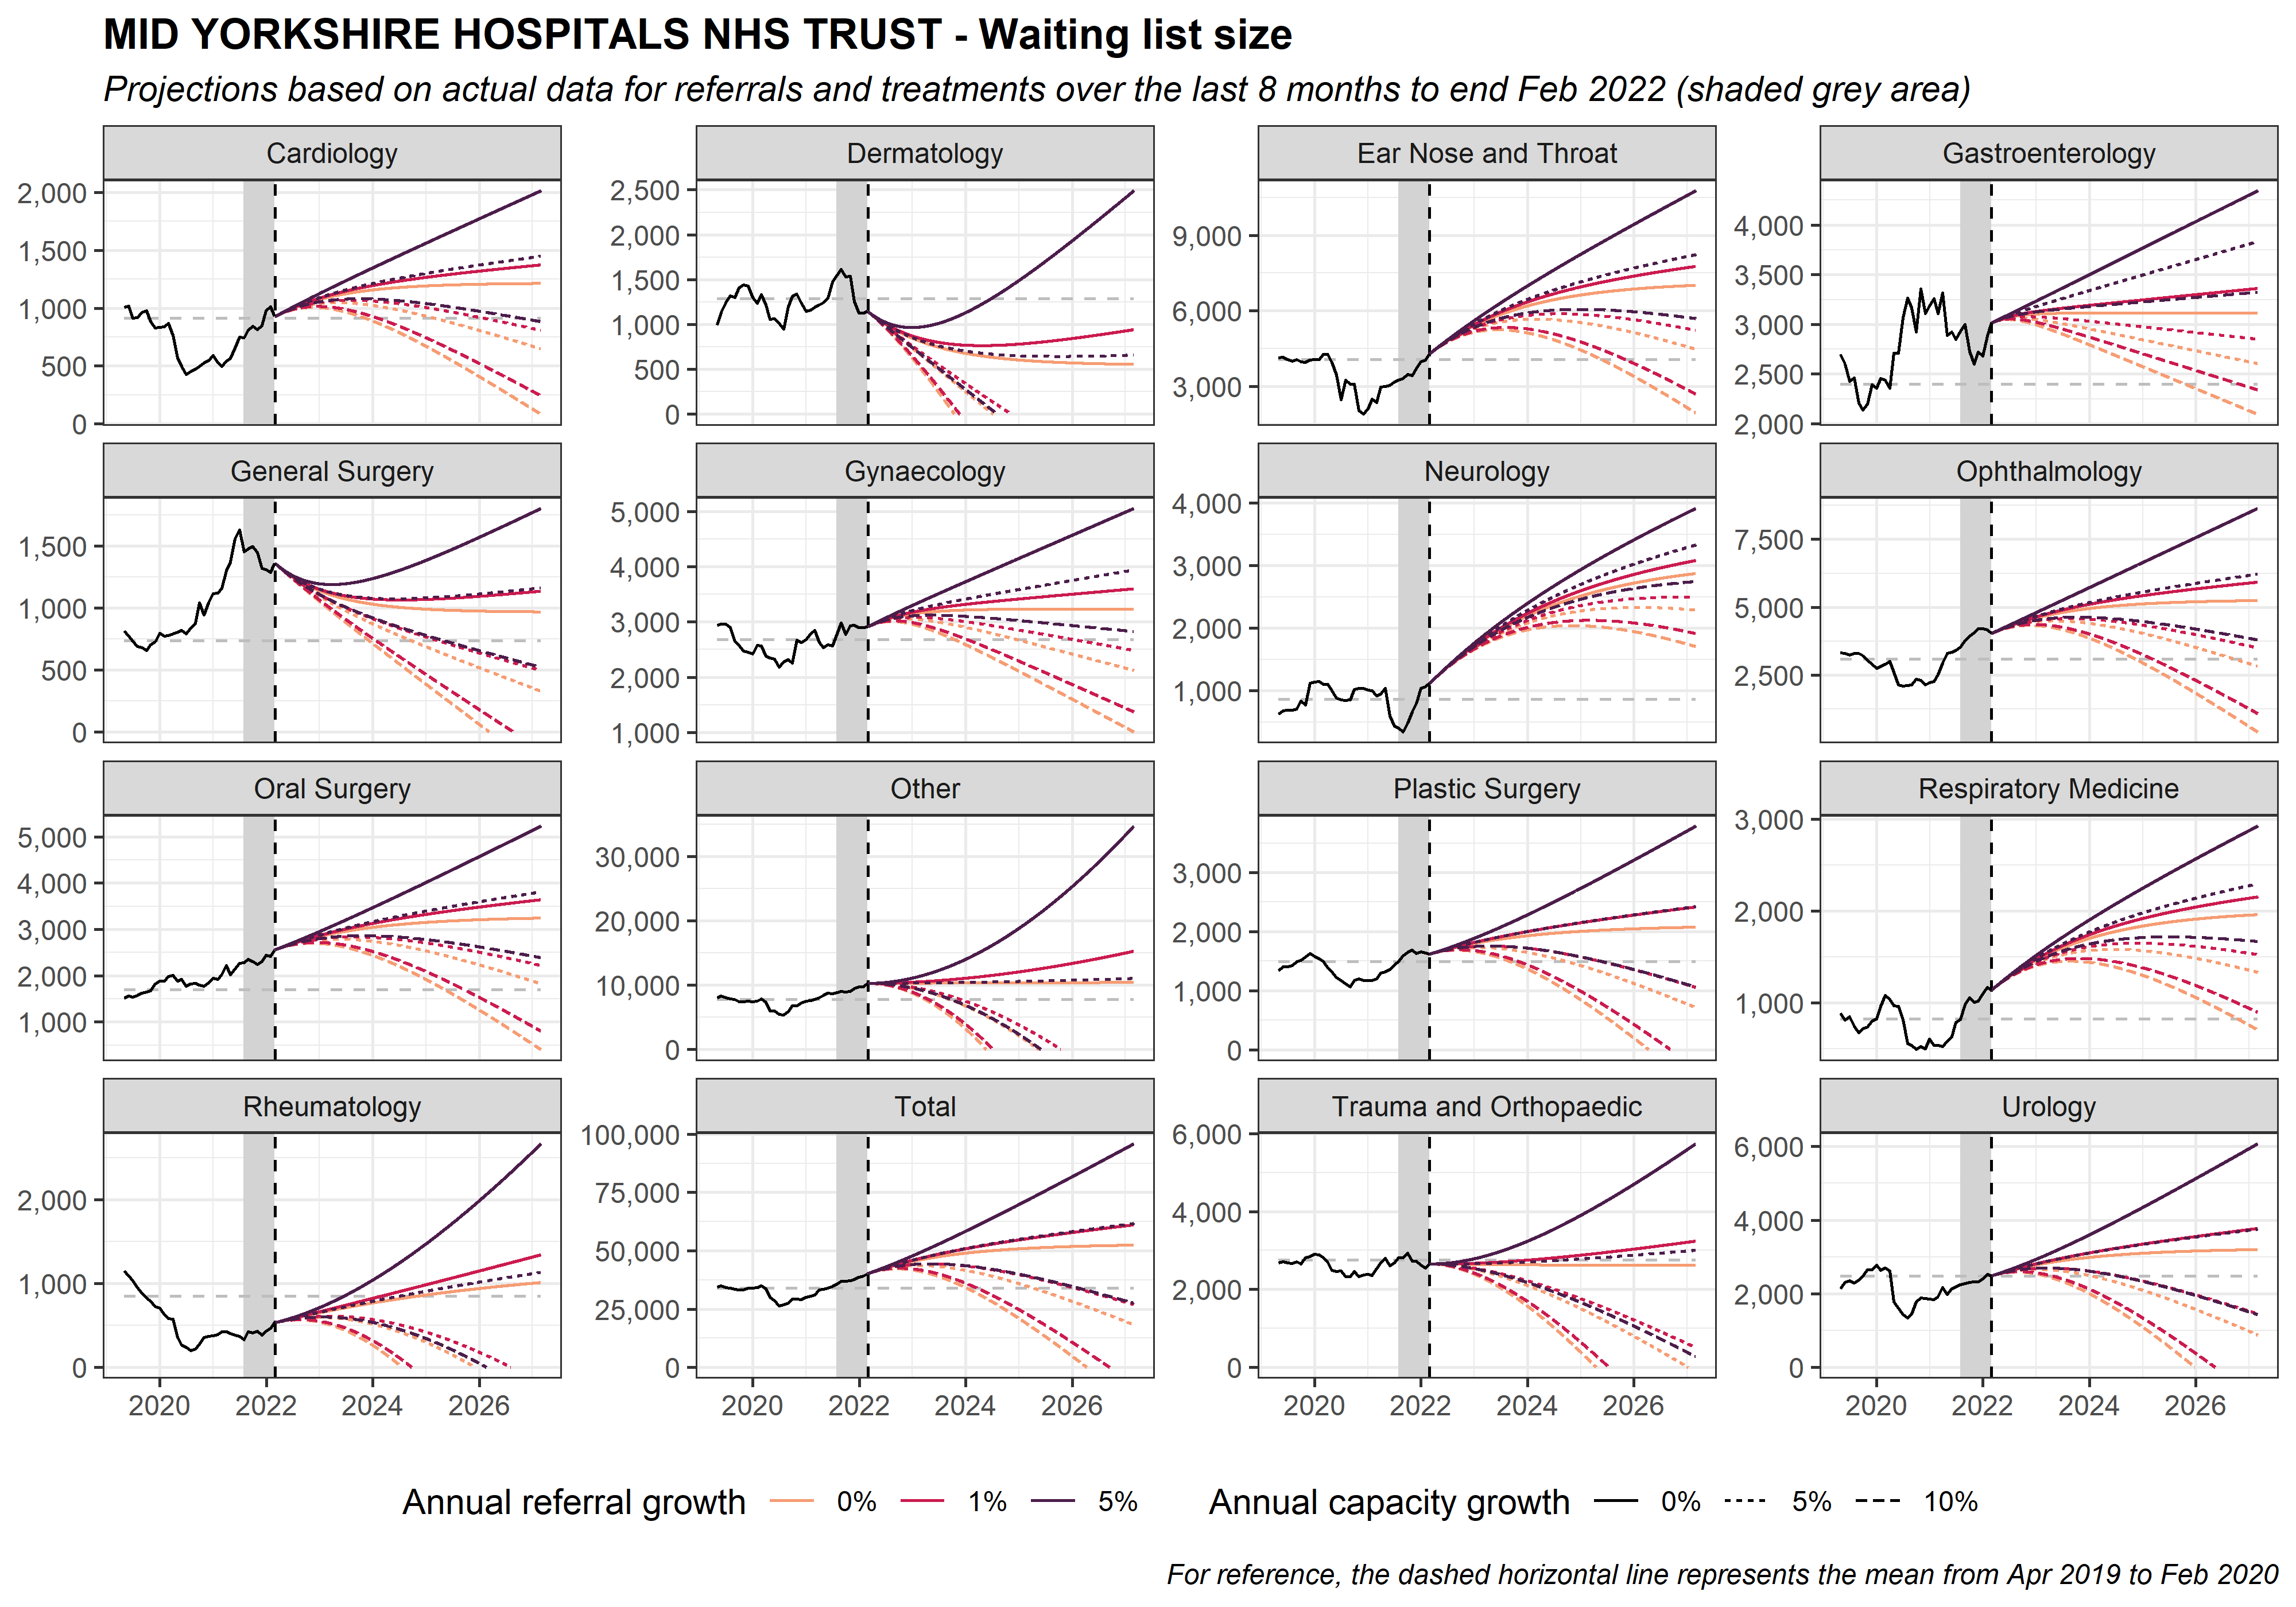 MID YORKSHIRE HOSPITALS NHS TRUST - Waiting list size
Projections based on actual data for referrals and treatments over the last 8 months to end Feb 2022 (shaded grey area)
Cardiology
2,000
1,500
1,000
500
0
Dermatology
2,500
2,000
1,500
1,000
500
0
Ear Nose and Throat
9,000
6,000
3,000
Gastroenterology
4,000
3,500
3,000
2,500
2,000
General Surgery
1,500
1,000
500
0
Gynaecology
5,000
4,000
3,000
2,000
1,000
Neurology
4,000
3,000
2,000
1,000
Ophthalmology
7,500
5,000
2,500
Oral Surgery
5,000
4,000
3,000
2,000
1,000
Other
30,000
20,000
10,000
0
Plastic Surgery
3,000
2,000
1,000
0
Respiratory Medicine
3,000
2,000
1,000
Rheumatology
2,000
1,000
0
2020 2022 2024 2026
Total
100,000
75,000
50,000
25,000
0
2020 2022 2024 2026
Trauma and Orthopaedic
6,000
4,000
2,000
0
2020 2022 2024 2026
Urology
6,000
4,000
2,000
0
2020 2022 2024 2026
Annual referral growth 0% 1% 5% Annual capacity growth 0% 5% 10%
For reference, the dashed horizontal line represents the mean from Apr 2019 to Feb 2020